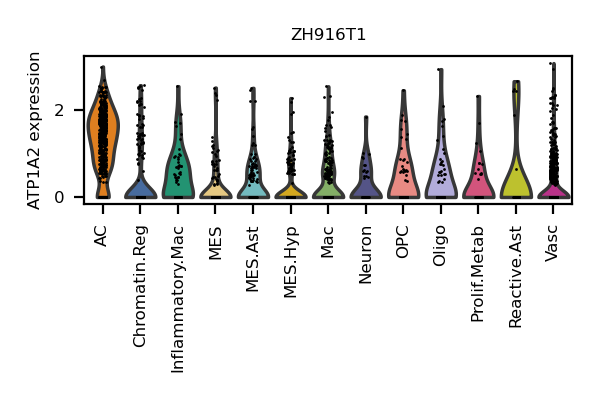 ZH916T1
ATP1A2 expression
2
0
AC
Chromatin.Reg
Inflammatory.Mac
MES
MES.Ast
MES.Hyp
Mac
Neuron
OPC
Oligo
Prolif.Metab
Reactive.Ast
Vasc